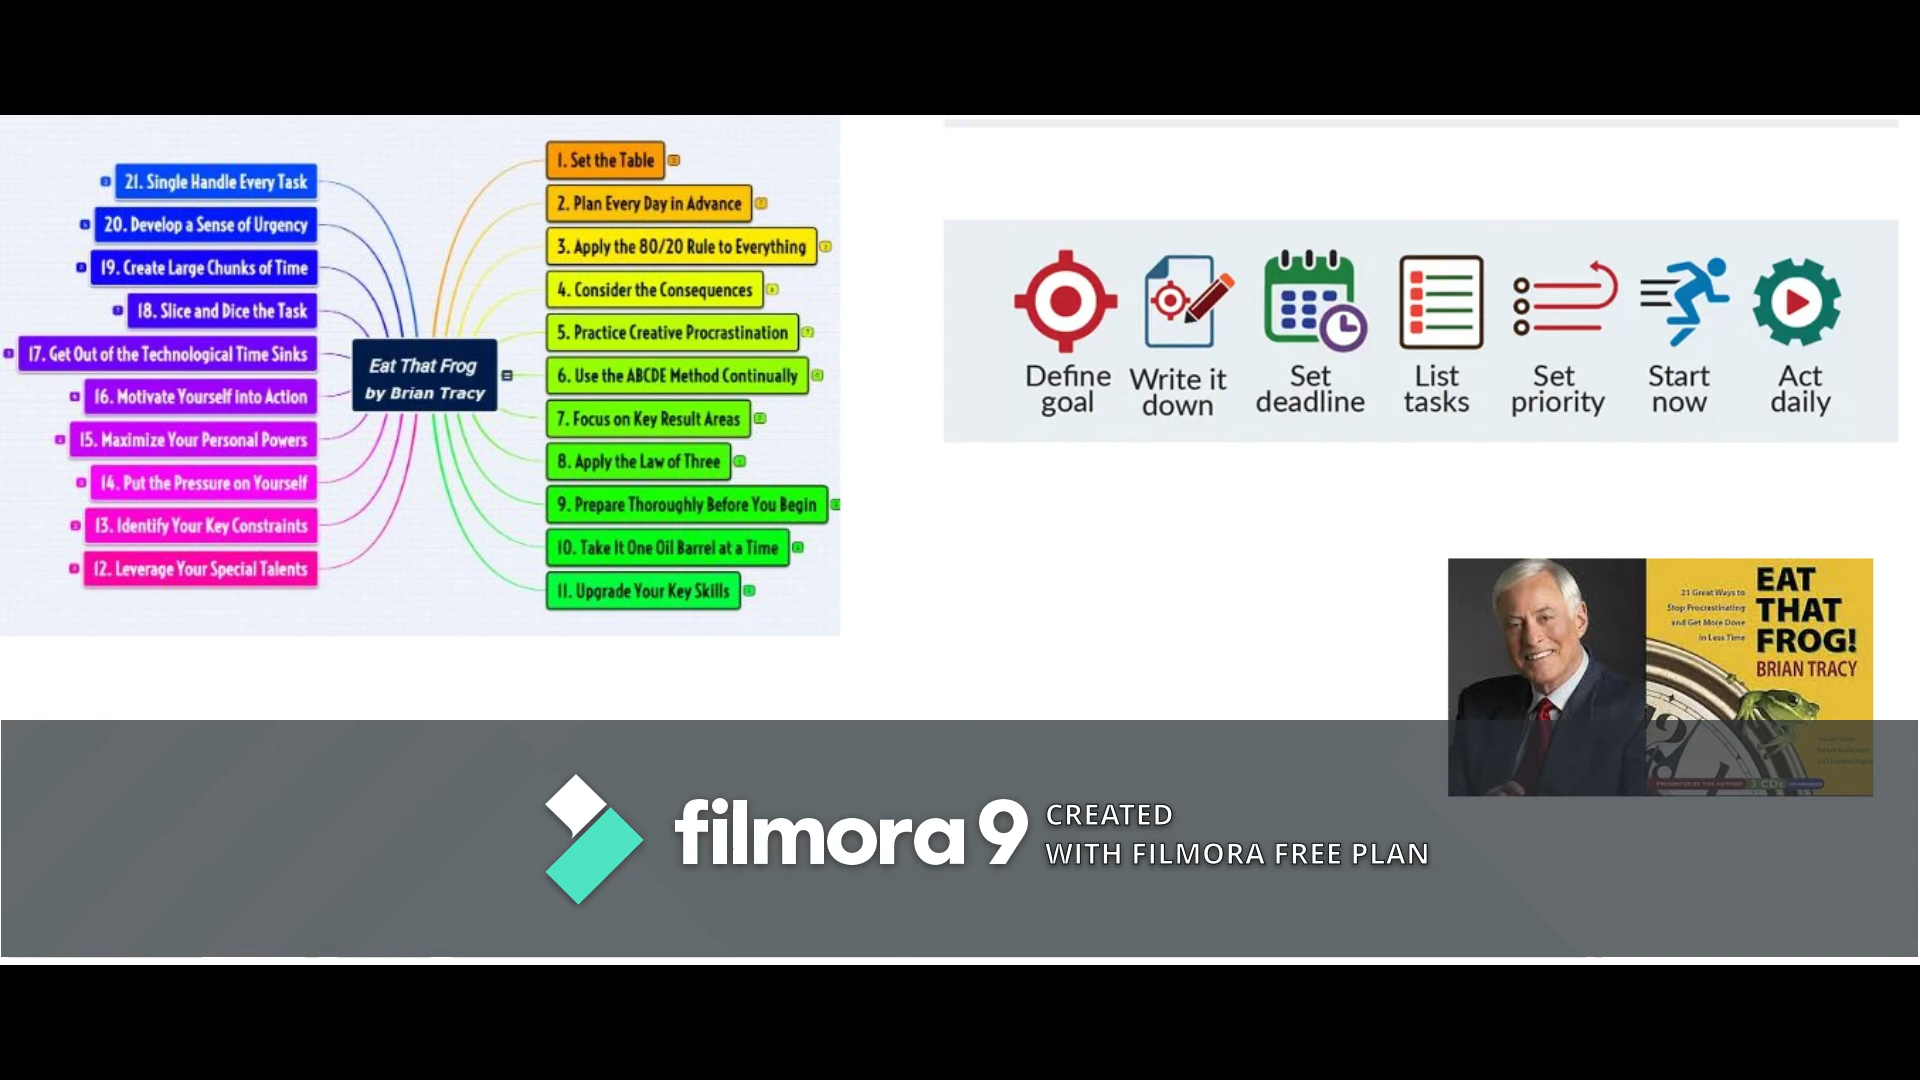 21. Single Handle Every Task
20. Develop a Sense of Urgency
19. Create Large Chunks of Time
18. Slice and Dice the Task
17. Get Out of the Technological Time Sinks
16. Motivate Yourself into Action
15. Maximize Your Personal Powers
14. Put the Pressure on Yourself
13. Identify Your Key Constraints
12. Leverage Your Special Talents
Eat That Frog
by Brian Tracy
1. Set the Table
2. Plan Every Day in Advance
3. Apply the 80/20 Rule to Everything
4. Consider the Consequences
5. Practice Creative Procrastination
6. Use the ABCDE Method Continually
7. Focus on Key Result Areas
8. Apply the Law of Three
9. Prepare Thoroughly Before You Begin
10. Take It One Oil Barrel at a Time
11. Upgrade Your Key Skills
Define
goal
Write it
down
Set
deadline
List
tasks
Set
priority
Start
now
Act
daily
21 Great Ways to
Stop Procrastinating
and Get More Done
in Less Time
EAT
THAT
FROG!
BRIAN TRACY
12
PRESENTED BY THE AUTHOR 3 CDs
filmora 9
CREATED
WITH FILMORA FREE PLAN